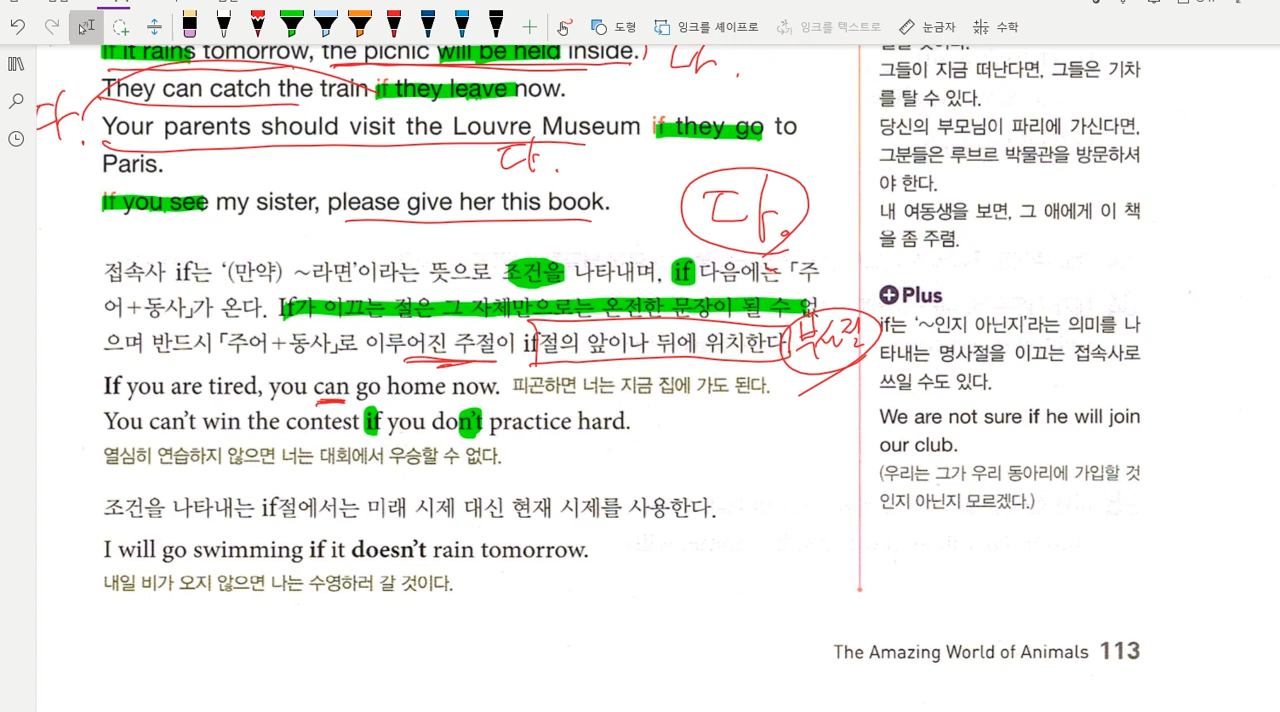 도형
잉크를 셰이프로
잉크를 텍스트로
눈금자
수학
If it rains tomorrow, the picnic will be held inside.
They can catch the train if they leave now.
Your parents should visit the Louvre Museum if they go to
Paris.
If you see my sister, please give her this book.
다.
다.
다.
다.
접속사 if는 '(만약) ~라면'이라는 뜻으로 조건을 나타내며, if 다음에는 「주
어+동사」가 온다. If가 이끄는 절은 그 자체만으로는 온전한 문장이 될 수 없
으며 반드시 「주어+동사」로 이루어진 주절이 if절의 앞이나 뒤에 위치한다.
부사절
If you are tired, you can go home now. 피곤하면 너는 지금 집에 가도 된다.
You can't win the contest if you don't practice hard.
열심히 연습하지 않으면 너는 대회에서 우승할 수 없다.
조건을 나타내는 if절에서는 미래 시제 대신 현재 시제를 사용한다.
I will go swimming if it doesn't rain tomorrow.
내일 비가 오지 않으면 나는 수영하러 갈 것이다.
그들이 지금 떠난다면, 그들은 기차
를 탈 수 있다.
당신의 부모님이 파리에 가신다면,
그분들은 루브르 박물관을 방문하셔
야 한다.
내 여동생을 보면, 그 애에게 이 책
을 좀 주렴.
Plus
if는 '~인지 아닌지'라는 의미를 나
타내는 명사절을 이끄는 접속사로
쓰일 수도 있다.
We are not sure if he will join
our club.
(우리는 그가 우리 동아리에 가입할 것
인지 아닌지 모르겠다.)
The Amazing World of Animals 113